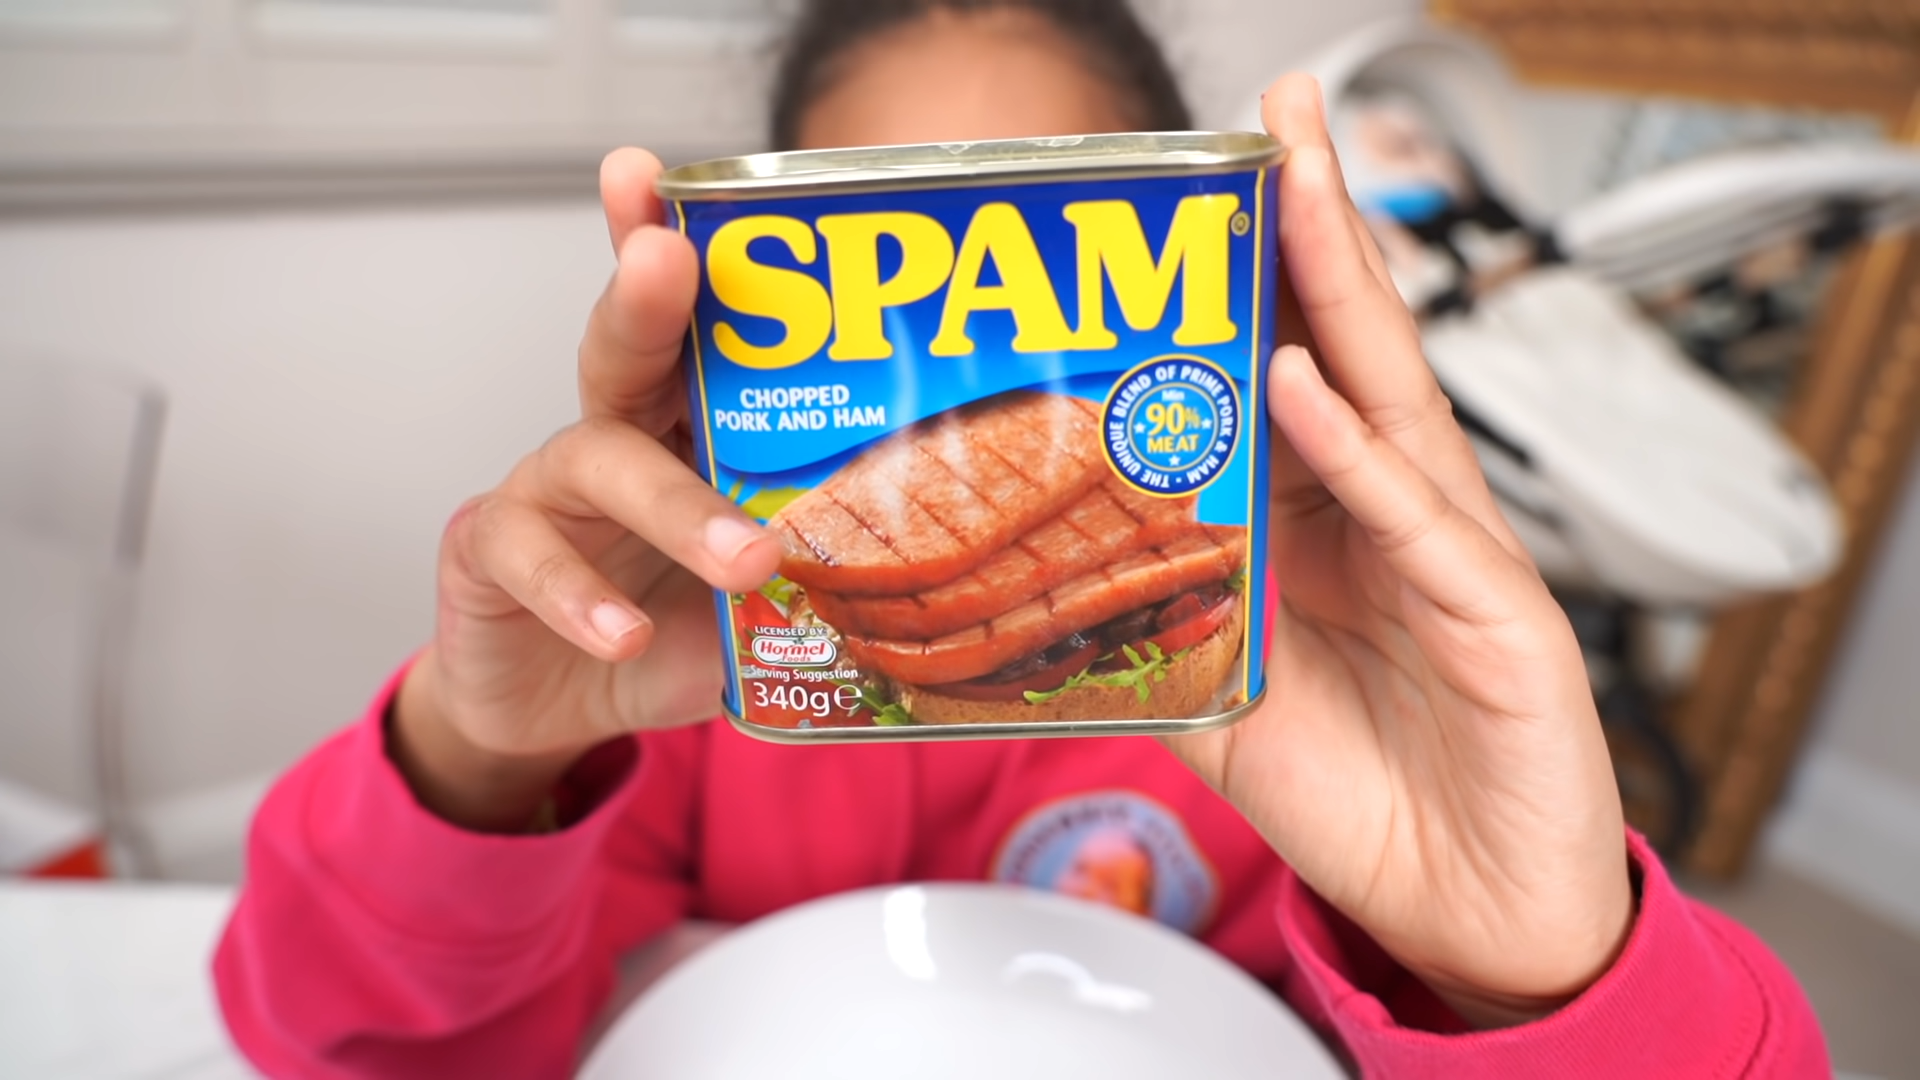 SPAM®
CHOPPED
PORK AND HAM
THE UNIQUE BLEND OF PRIME PORK & HAM
Min
90%
MEAT
LICENSED BY:
Hormel
Foods
Serving Suggestion
340g℮